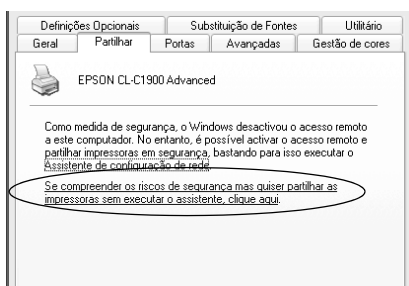 Definições Opcionais Substituição de Fontes Utilitário
Geral Partilhar Portas Avançadas Gestão de cores
EPSON CL-C1900 Advanced
Como medida de segurança, o Windows desactivou o acesso remoto
a este computador. No entanto, é possível activar o acesso remoto e
partilhar impressoras em segurança, bastando para isso executar o
Assistente de configuração de rede.
Se compreender os riscos de segurança mas quiser partilhar as
impressoras sem executar o assistente, clique aqui.